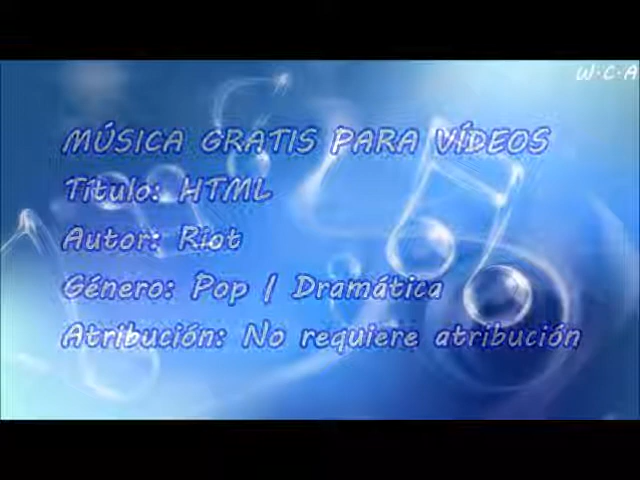 W.C.A
MÚSICA GRATIS PARA VÍDEOS
Título: HTML
Autor: Riot
Género: Pop / Dramática
Atribución: No requiere atribución